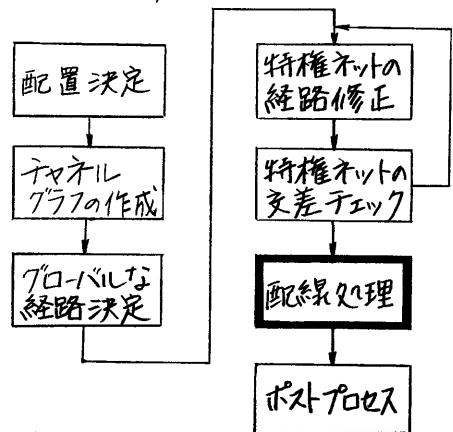 配置決定
チャネル
グラフの作成
グローバルな
経路決定
特権ネットの
経路修正
特権ネットの
交差チェック
配線処理
ポストプロセス